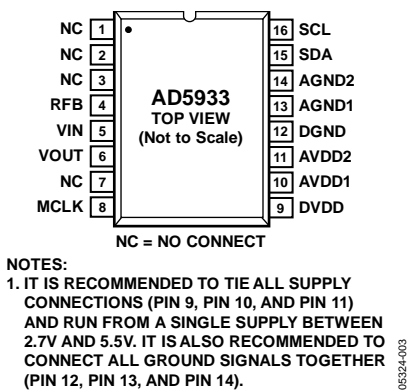 NC 1
NC 2
NC 3
RFB 4
VIN 5
VOUT 6
NC 7
MCLK 8
AD5933
TOP VIEW
(Not to Scale)
16 SCL
15 SDA
14 AGND2
13 AGND1
12 DGND
11 AVDD2
10 AVDD1
9 DVDD
NC = NO CONNECT
NOTES:
1. IT IS RECOMMENDED TO TIE ALL SUPPLY
CONNECTIONS (PIN 9, PIN 10, AND PIN 11)
AND RUN FROM A SINGLE SUPPLY BETWEEN
2.7V AND 5.5V. IT IS ALSO RECOMMENDED TO
CONNECT ALL GROUND SIGNALS TOGETHER
(PIN 12, PIN 13, AND PIN 14).
05324-003